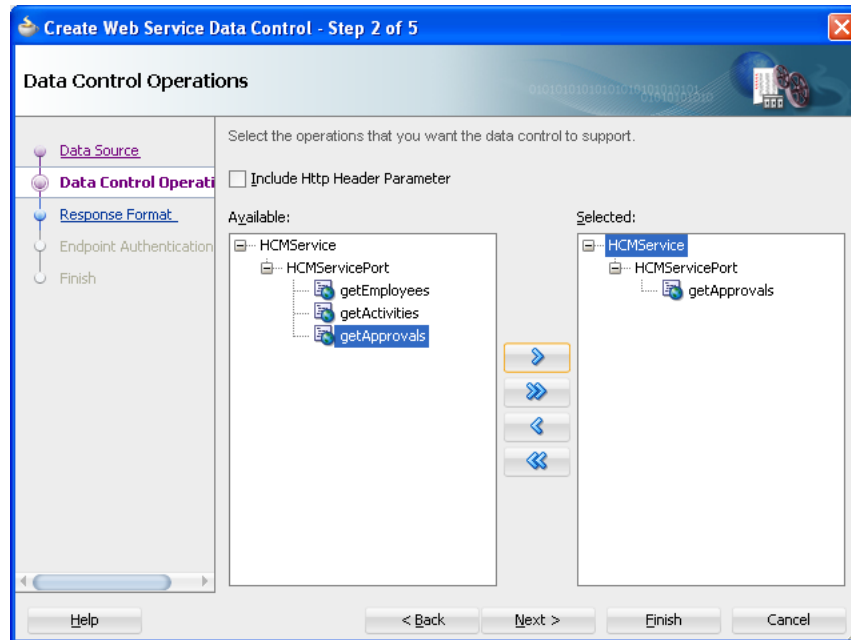 Create Web Service Data Control - Step 2 of 5
Data Control Operations
Select the operations that you want the data control to support.
Data Source
Data Control Operati
Response Format
Endpoint Authentication
Finish
Include Http Header Parameter
Available:
HCMService
HCMServicePort
getEmployees
getActivities
getApprovals
Selected:
HCMService
HCMServicePort
getApprovals
Help
< Back
Next >
Finish
Cancel